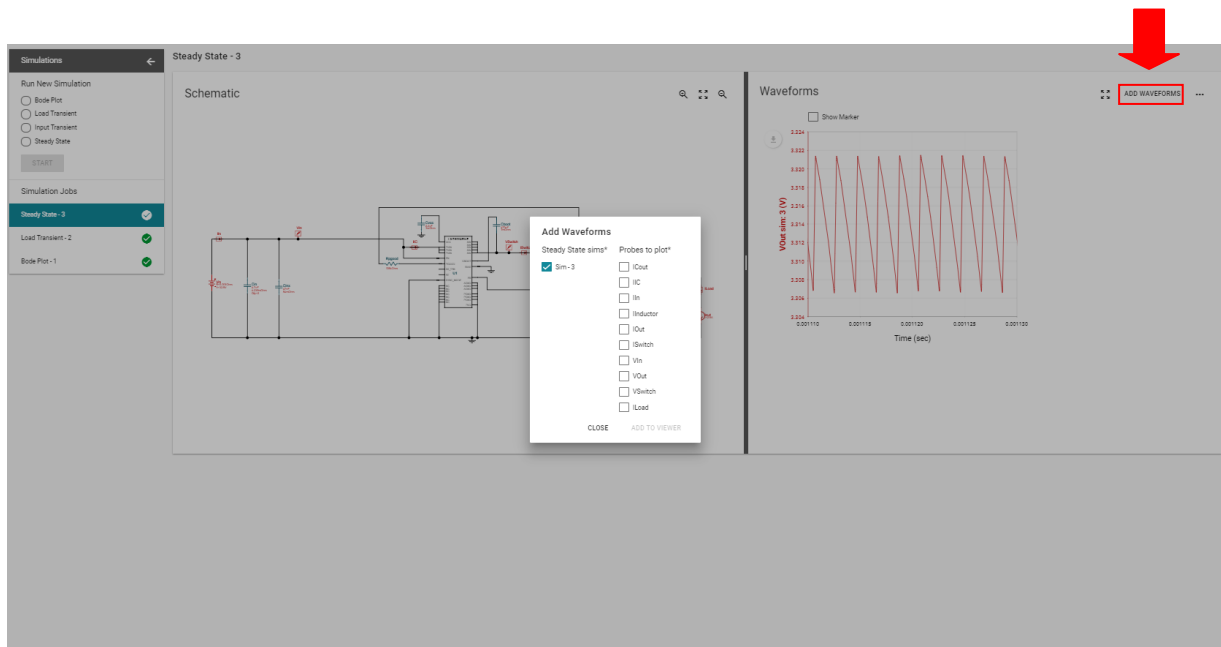 Simulations
Run New Simulation
Bode Plot
Load Transient
Input Transient
Steady State
START
Simulation Jobs
Steady State - 3
Load Transient - 2
Bode Plot - 1
Steady State - 3
Schematic
Add Waveforms
Steady State sims* Probes to plot*
Sim - 3
ICout
IIC
IIn
IInductor
IOut
ISwitch
VIn
VOut
VSwitch
ILoad
CLOSE ADD TO VIEWER
Waveforms
ADD WAVEFORMS
Show Marker
3.324
3.322
3.320
3.318
3.316
3.314
3.312
3.310
3.308
3.306
3.304
VOut sim: 3 (V)
0.001110 0.001115 0.001120 0.001125 0.001130
Time (sec)